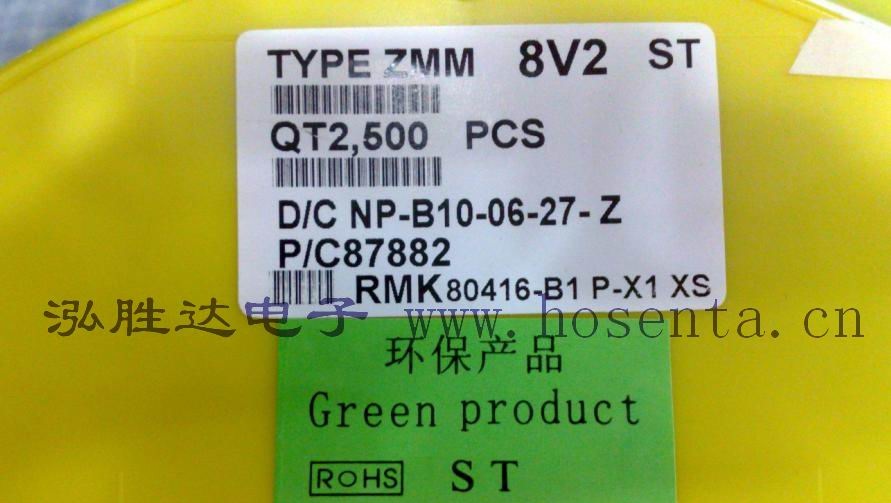 TYPE ZMM 8V2 ST
QT2,500 PCS
D/C NP-B10-06-27- Z
P/C87882
RMK80416-B1 P-X1 XS
泓胜达电子 www.hosenta.cn
环保产品
Green product
ROHS ST